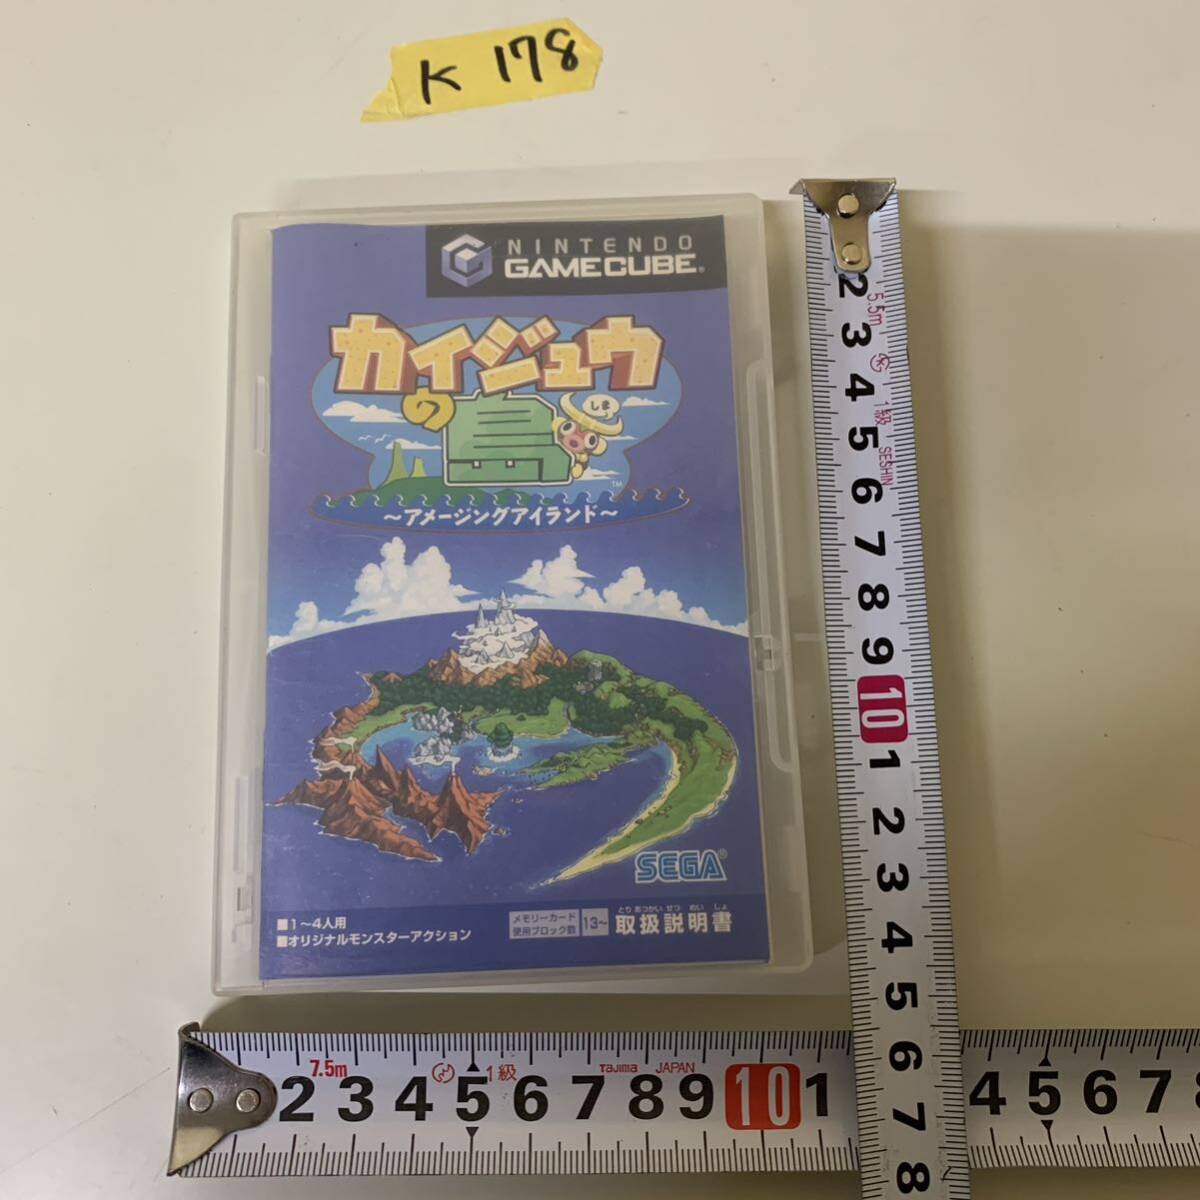 K 178
NINTENDO
GAMECUBE®
カイジュウ
の島
しま
TM
～アメージングアイランド～
SEGA®
■1～4人用
■オリジナルモンスターアクション
メモリーカード
使用ブロック数
13～
とりあつかいせつめいしょ
取扱説明書
2 3 4 5 6 7 8 9 10 1 2 3 4 5 6 7 8
5.5m
1級
SESHIN
7.5m
1級
Tajima JAPAN
2 3 4 5 6 7 8 9 10 1 4 5 6 7 8